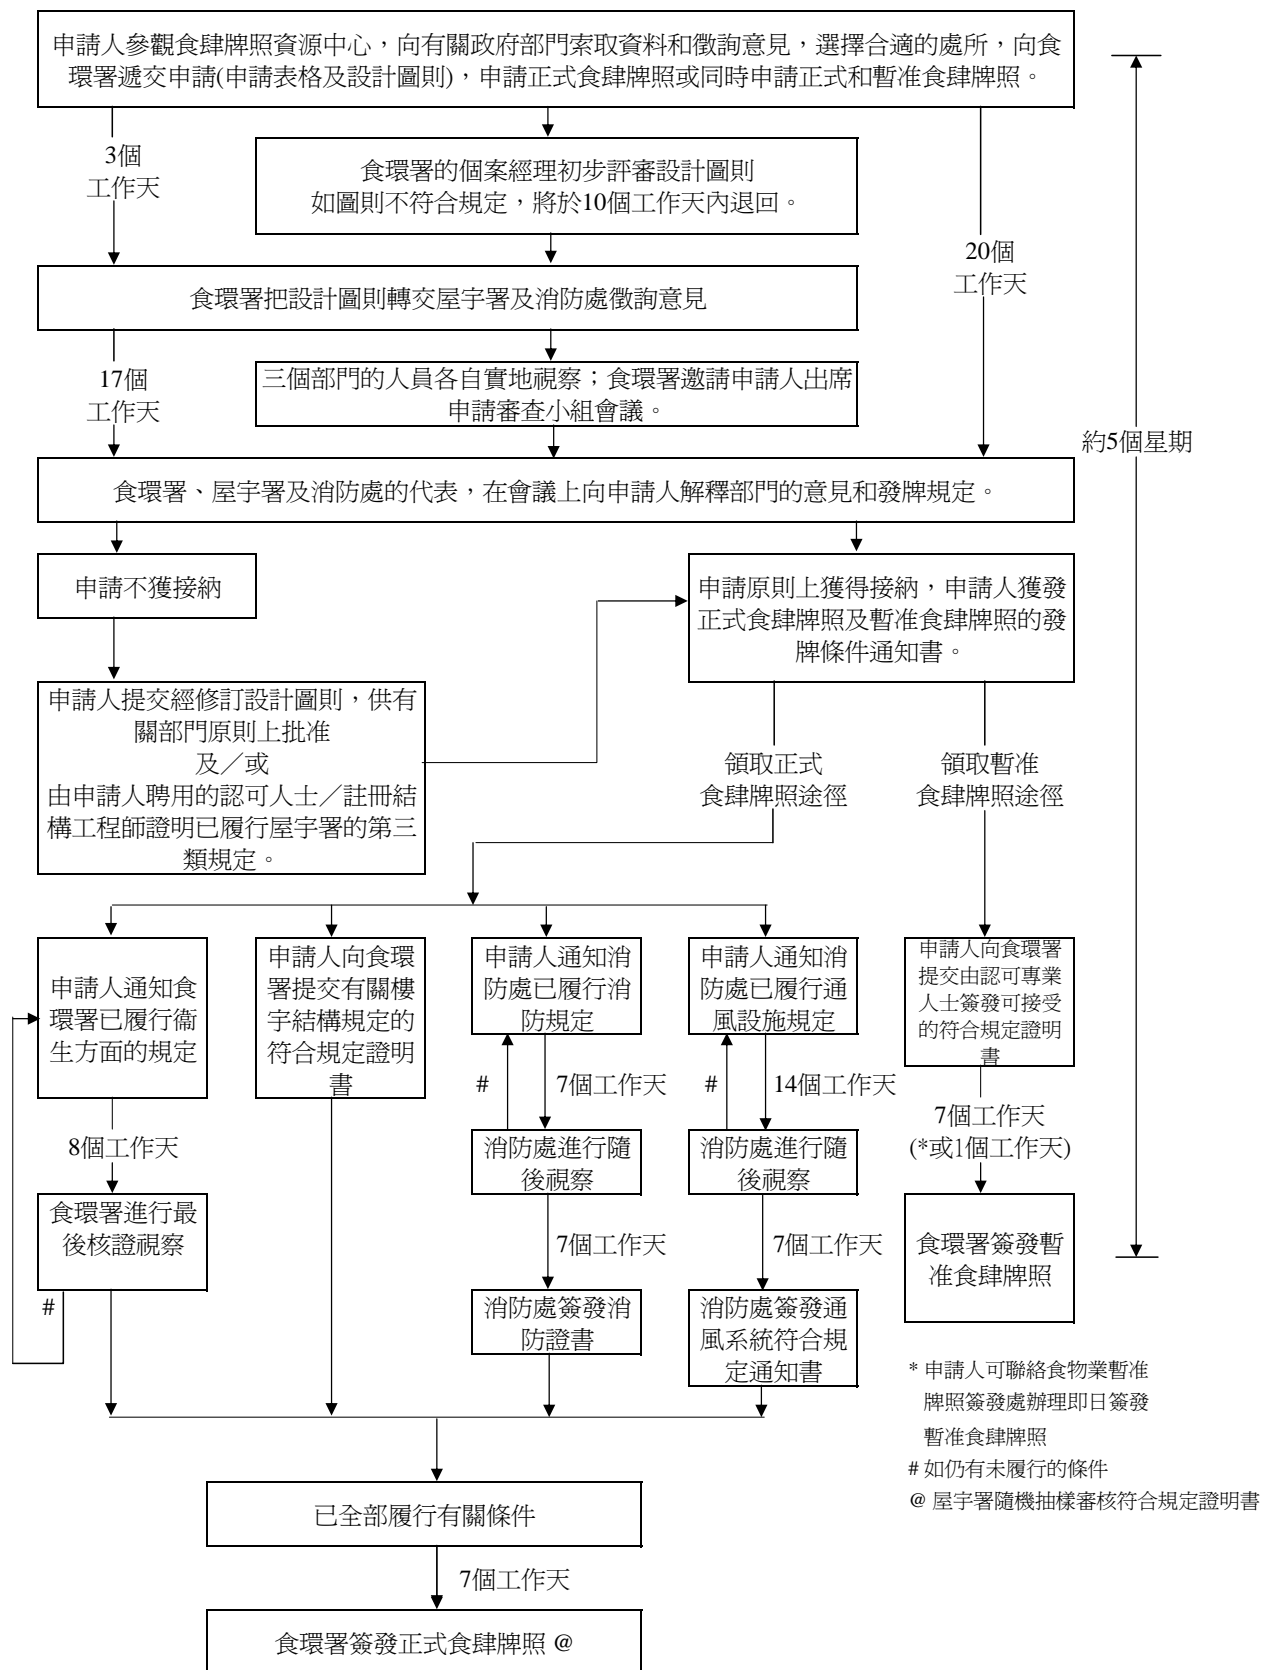 申請人參觀食肆牌照資源中心，向有關政府部門索取資料和徵詢意見，選擇合適的處所，向食
環署遞交申請(申請表格及設計圖則)，申請正式食肆牌照或同時申請正式和暫准食肆牌照。
3個
工作天
食環署的個案經理初步評審設計圖則
如圖則不符合規定，將於10個工作天內退回。
20個
工作天
食環署把設計圖則轉交屋宇署及消防處徵詢意見
17個
工作天
三個部門的人員各自實地視察；食環署邀請申請人出席
申請審查小組會議。
約5個星期
食環署、屋宇署及消防處的代表，在會議上向申請人解釋部門的意見和發牌規定。
申請不獲接納
申請原則上獲得接納，申請人獲發
正式食肆牌照及暫准食肆牌照的發
牌條件通知書。
申請人提交經修訂設計圖則，供有
關部門原則上批准
及／或
由申請人聘用的認可人士／註冊結
構工程師證明已履行屋宇署的第三
類規定。
領取正式
食肆牌照途徑
領取暫准
食肆牌照途徑
申請人通知食
環署已履行衞
生方面的規定
申請人向食環
署提交有關樓
宇結構規定的
符合規定證明
書
申請人通知消
防處已履行消
防規定
申請人通知消
防處已履行通
風設施規定
申請人向食環署
提交由認可專業
人士簽發可接受
的符合規定證明
書
#
7個工作天
#
14個工作天
7個工作天
(*或1個工作天)
8個工作天
消防處進行隨
後視察
消防處進行隨
後視察
食環署進行最
後核證視察
食環署簽發暫
准食肆牌照
7個工作天
7個工作天
#
消防處簽發消
防證書
消防處簽發通
風系統符合規
定通知書
* 申請人可聯絡食物業暫准
牌照簽發處辦理即日簽發
暫准食肆牌照
# 如仍有未履行的條件
@ 屋宇署隨機抽樣審核符合規定證明書
已全部履行有關條件
7個工作天
食環署簽發正式食肆牌照 @